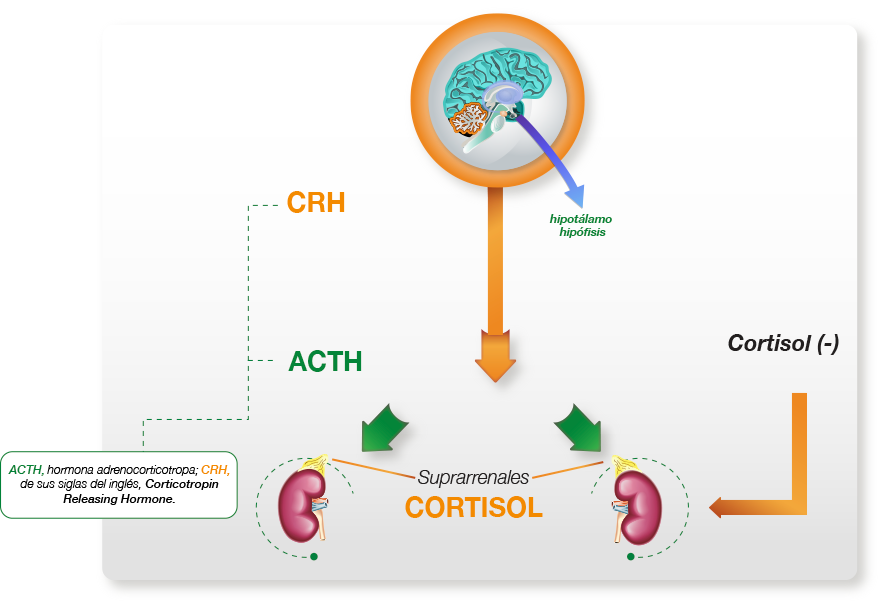 CRH
hipotálamo
hipófisis
Cortisol (-)
ACTH
ACTH, hormona adrenocorticotropa; CRH,
de sus siglas del inglés, Corticotropin
Releasing Hormone.
Suprarrenales
CORTISOL